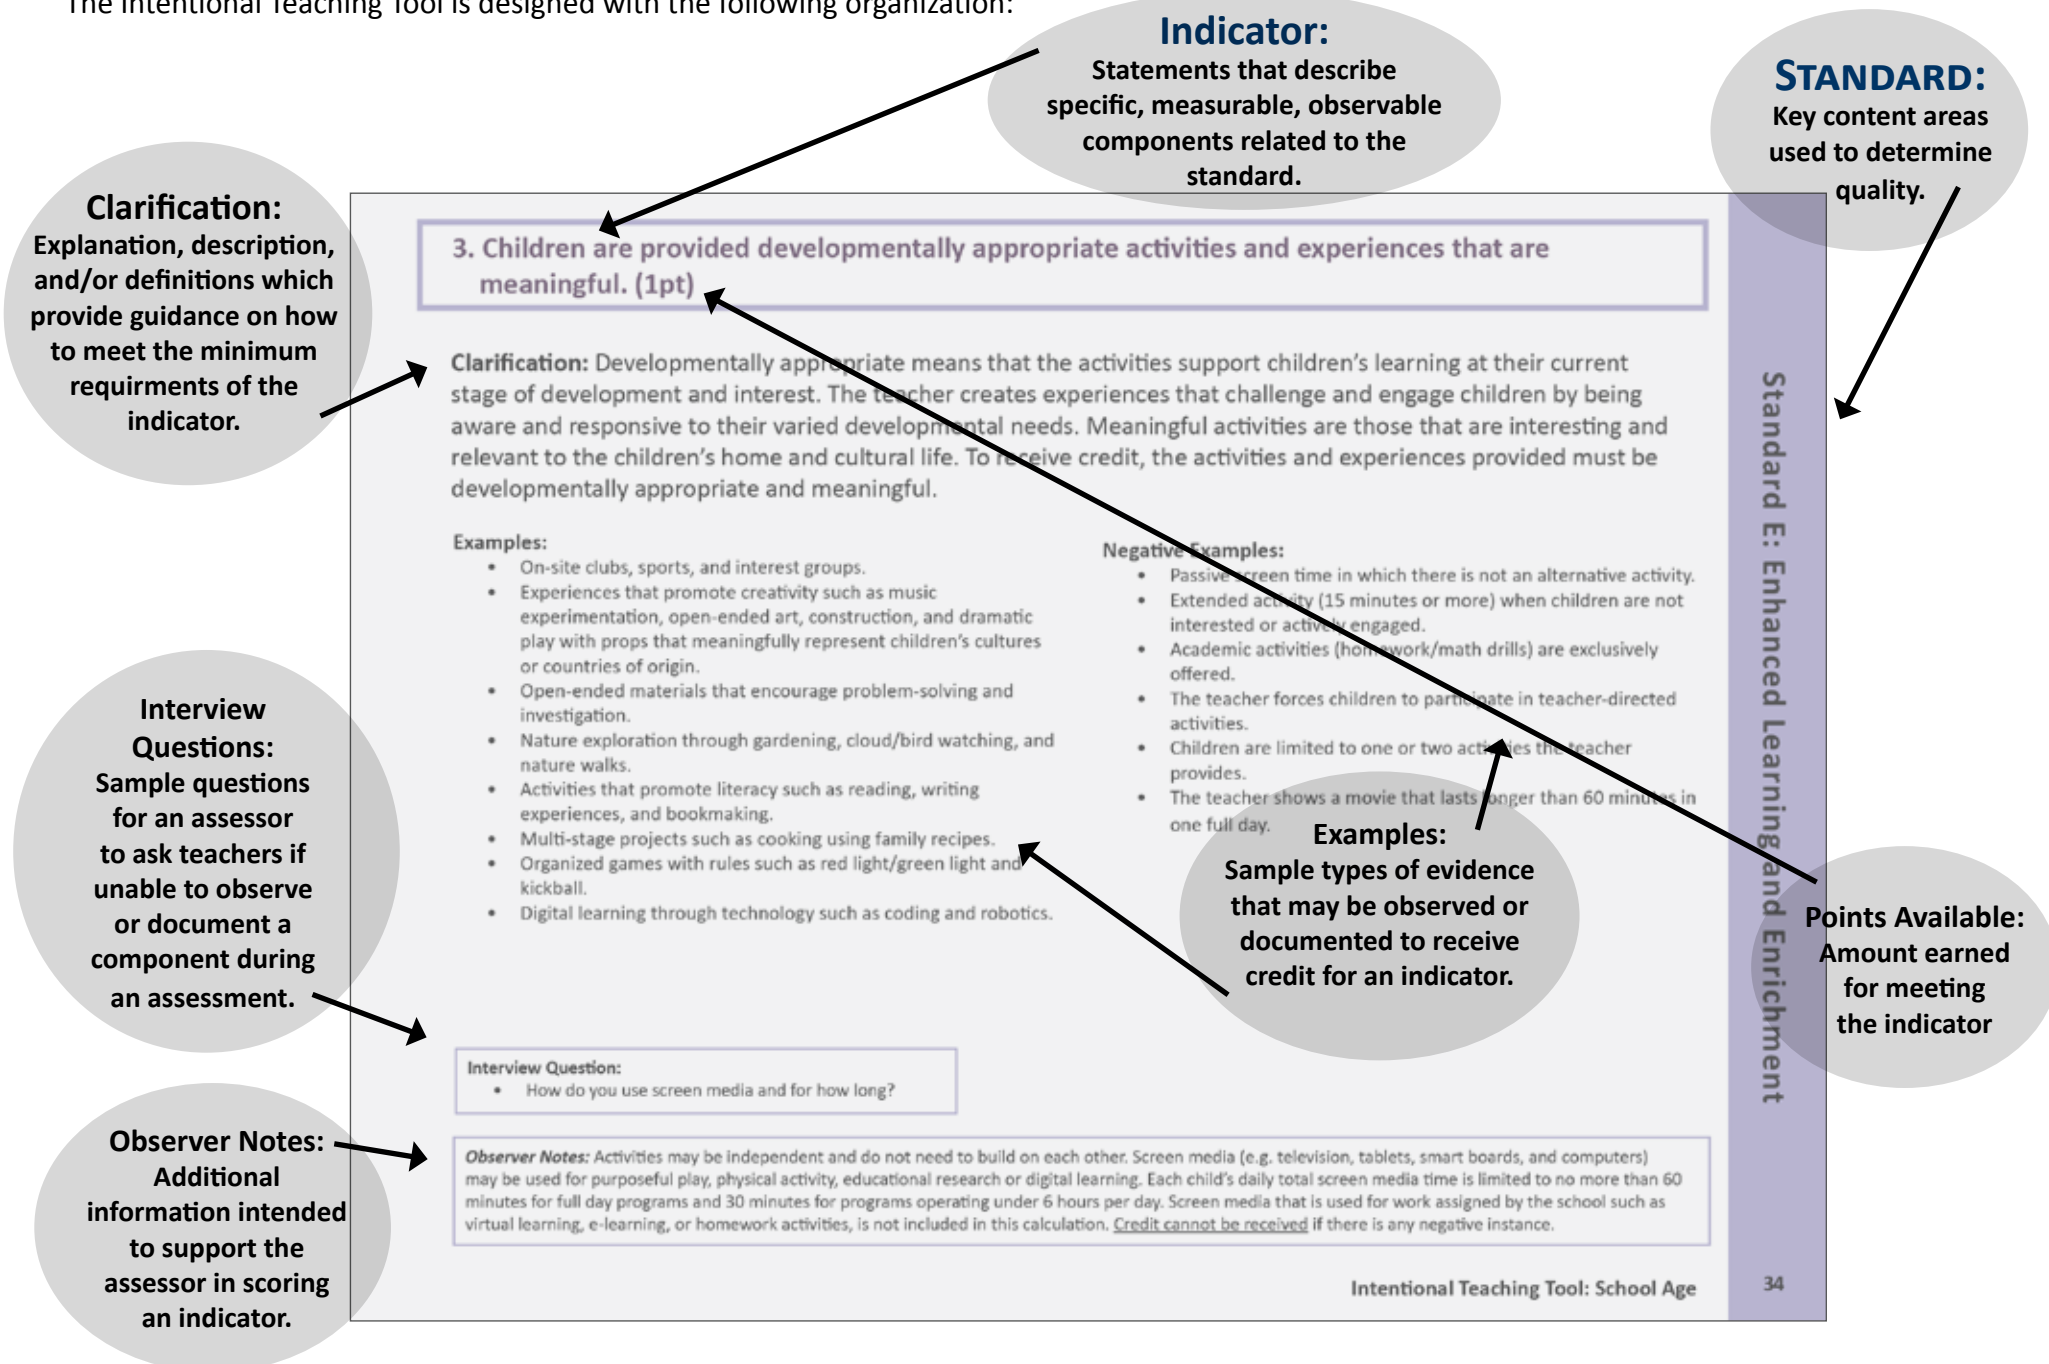 The Intentional Teaching Tool is designed with the following organization:
Indicator:
Statements that describe
specific, measurable, observable
components related to the
standard.
STANDARD:
Key content areas
used to determine
quality.
Clarification:
Explanation, description,
and/or definitions which
provide guidance on how
to meet the minimum
requirments of the
indicator.
3. Children are provided developmentally appropriate activities and experiences that are
meaningful. (1pt)
Clarification: Developmentally appropriate means that the activities support children's learning at their current
stage of development and interest. The teacher creates experiences that challenge and engage children by being
aware and responsive to their varied developmental needs. Meaningful activities are those that are interesting and
relevant to the children's home and cultural life. To receive credit, the activities and experiences provided must be
developmentally appropriate and meaningful.
Examples:
• On-site clubs, sports, and interest groups.
• Experiences that promote creativity such as music
experimentation, open-ended art, construction, and dramatic
play with props that meaningfully represent children's cultures
or countries of origin.
• Open-ended materials that encourage problem-solving and
investigation.
• Nature exploration through gardening, cloud/bird watching, and
nature walks.
• Activities that promote literacy such as reading, writing
experiences, and bookmaking.
• Multi-stage projects such as cooking using family recipes.
• Organized games with rules such as red light/green light and
kickball.
• Digital learning through technology such as coding and robotics.
Negative Examples:
• Passive screen time in which there is not an alternative activity.
• Extended activity (15 minutes or more) when children are not
interested or actively engaged.
• Academic activities (homework/math drills) are exclusively
offered.
• The teacher forces children to participate in teacher-directed
activities.
• Children are limited to one or two activities the teacher
provides.
• The teacher shows a movie that lasts longer than 60 minutes in
one full day.
Examples:
Sample types of evidence
that may be observed or
documented to receive
credit for an indicator.
Interview
Questions:
Sample questions
for an assessor
to ask teachers if
unable to observe
or document a
component during
an assessment.
Points Available:
Amount earned
for meeting
the indicator
Standard E: Enhanced Learning and Enrichment
Interview Question:
• How do you use screen media and for how long?
Observer Notes:
Additional
information intended
to support the
assessor in scoring
an indicator.
Observer Notes: Activities may be independent and do not need to build on each other. Screen media (e.g. television, tablets, smart boards, and computers)
may be used for purposeful play, physical activity, educational research or digital learning. Each child's daily total screen media time is limited to no more than 60
minutes for full day programs and 30 minutes for programs operating under 6 hours per day. Screen media that is used for work assigned by the school such as
virtual learning, e-learning, or homework activities, is not included in this calculation. Credit cannot be received if there is any negative instance.
Intentional Teaching Tool: School Age
34